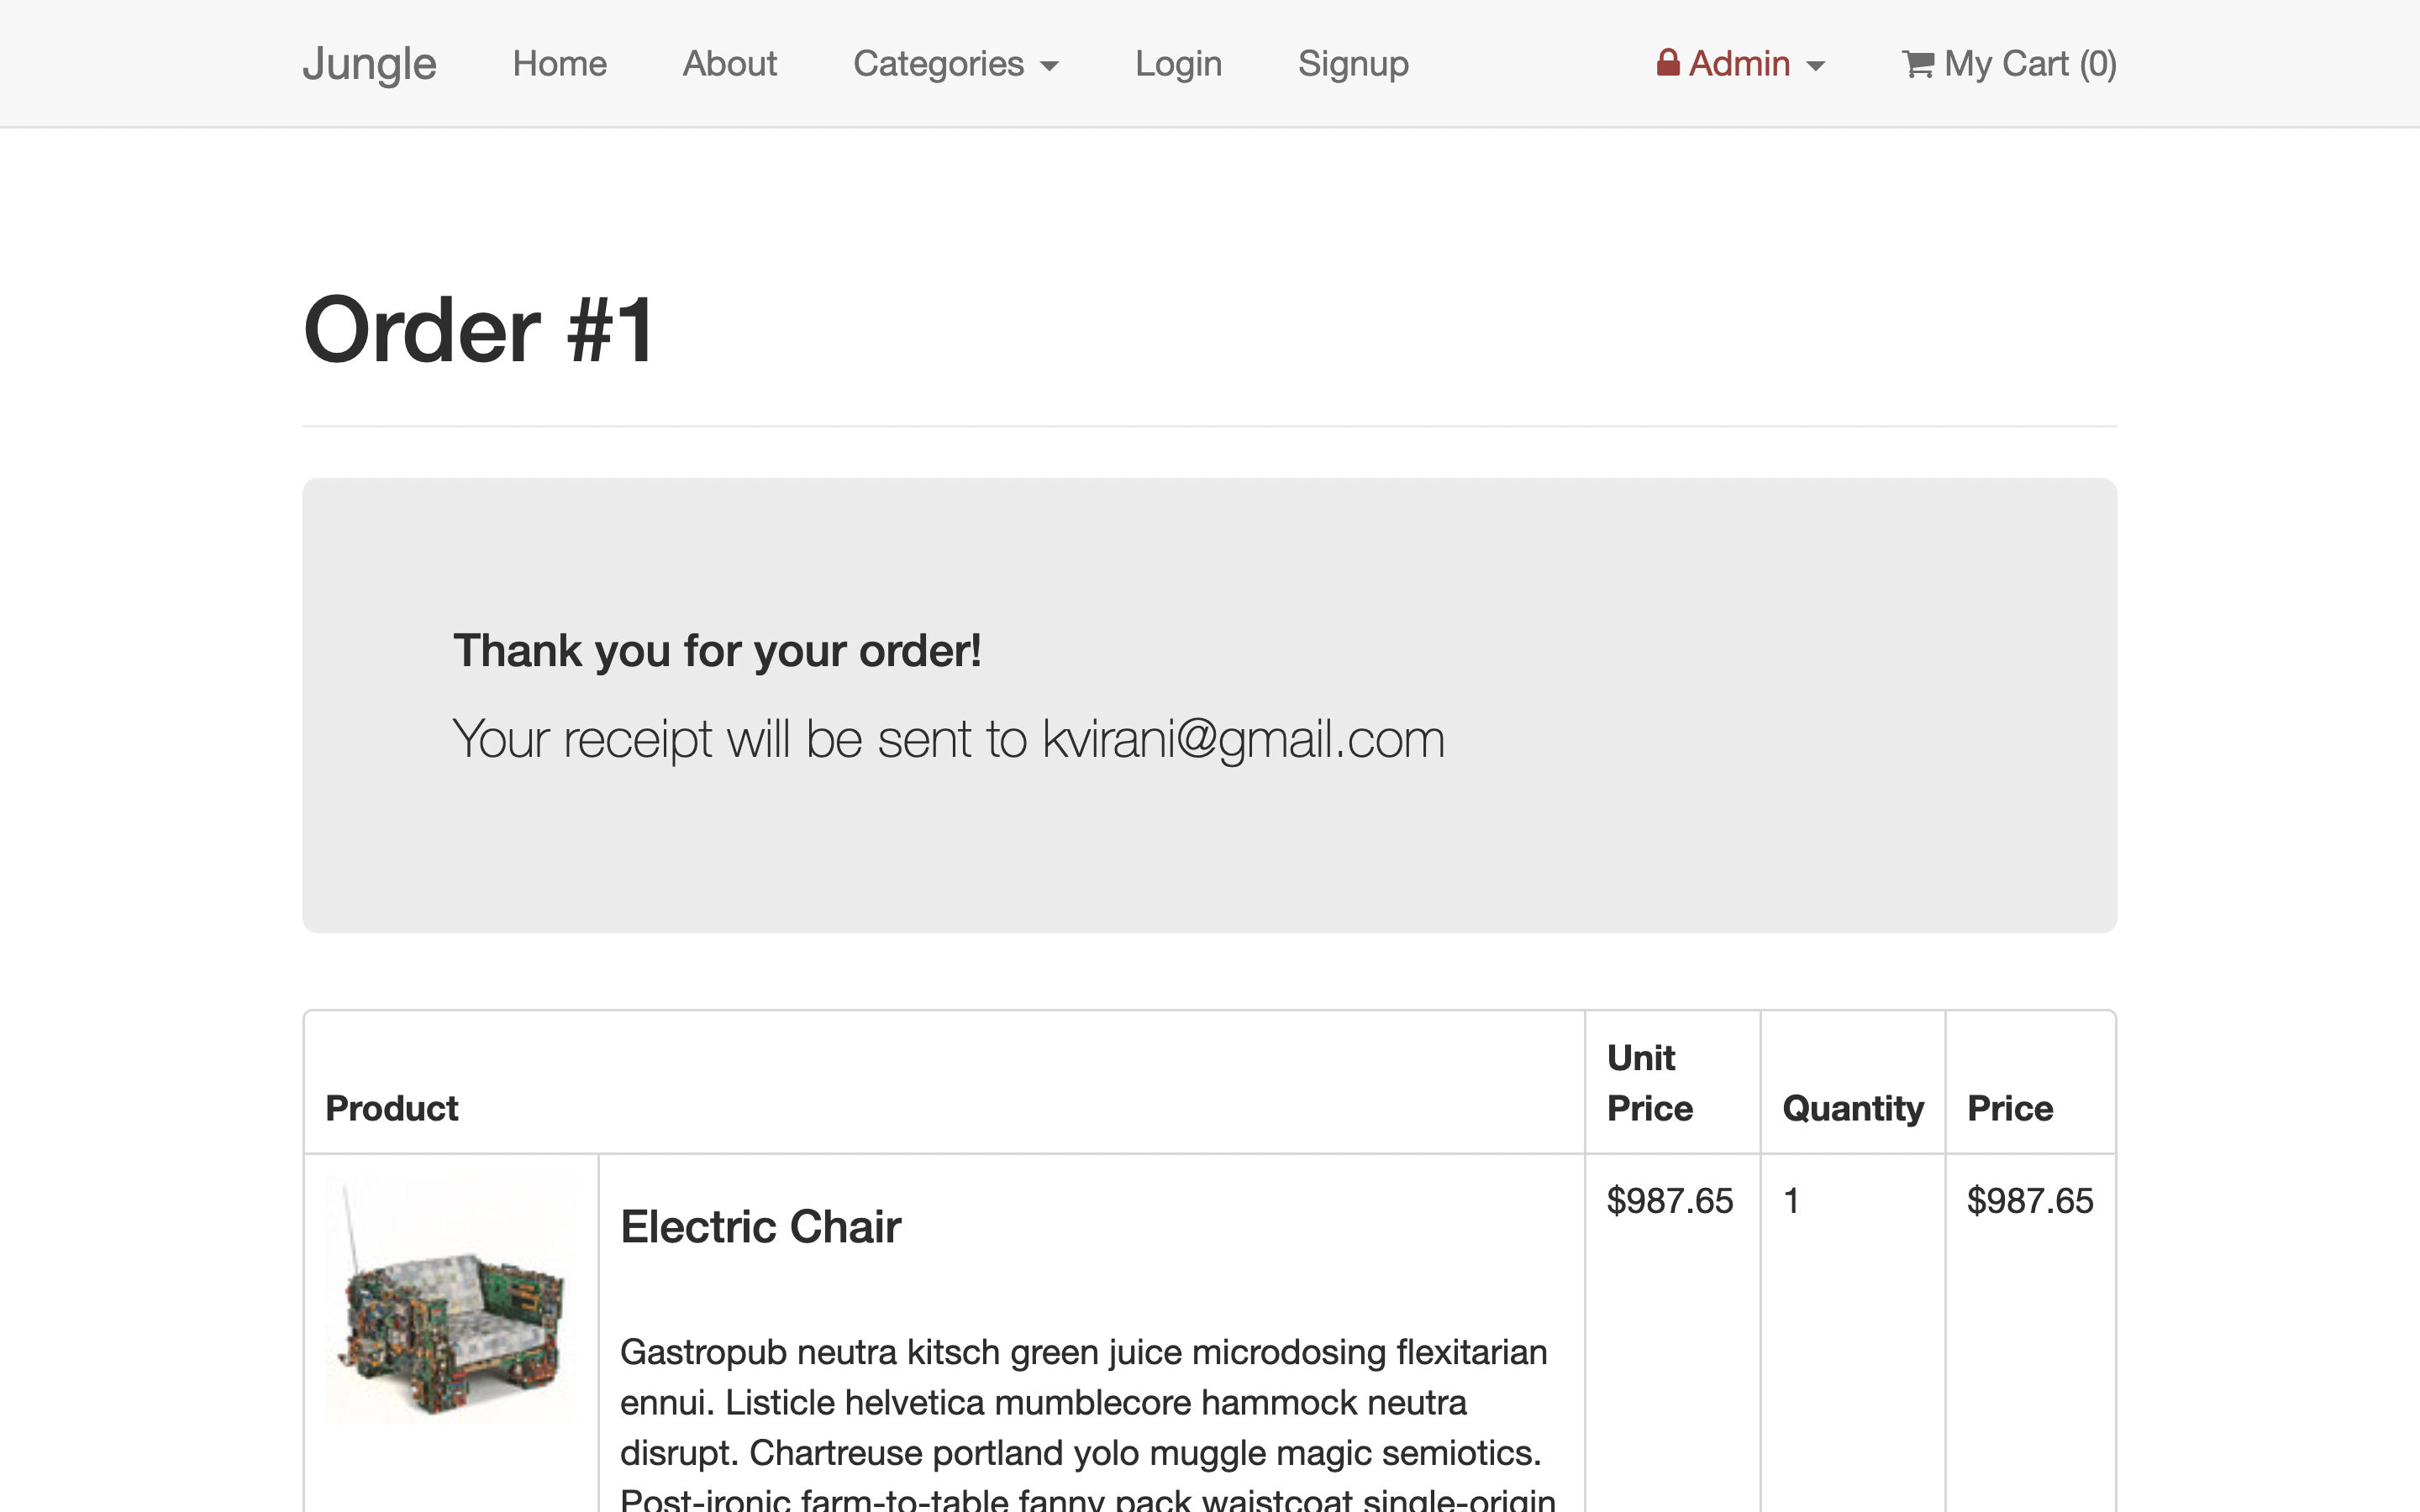 Jungle Home About Categories Login Signup Admin My Cart (0)
Order #1
Thank you for your order!
Your receipt will be sent to kvirani@gmail.com
Product Unit Price Quantity Price
Electric Chair $987.65 1 $987.65
Gastropub neutra kitsch green juice microdosing flexitarian
ennui. Listicle helvetica mumblecore hammock neutra
disrupt. Chartreuse portland yolo muggle magic semiotics.
Post-ironic farm-to-table fanny pack waistcoat single-origin